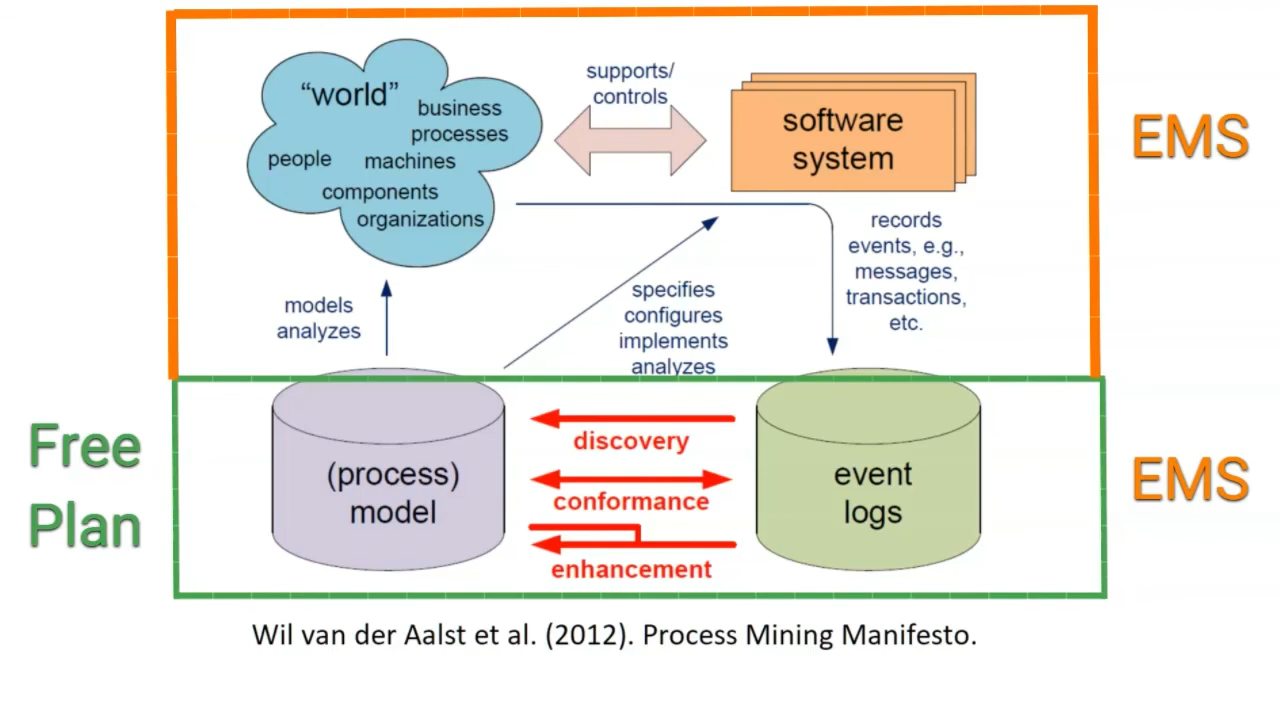 “world”
business
processes
people
machines
components
organizations
supports/
controls
software
system
EMS
records
events, e.g.,
messages,
transactions,
etc.
models
analyzes
specifies
configures
implements
analyzes
Free
Plan
(process)
model
discovery
conformance
enhancement
event
logs
EMS
Wil van der Aalst et al. (2012). Process Mining Manifesto.